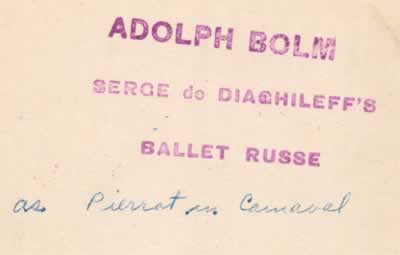 ADOLPH BOLM
SERGE de DIAGHILEFF'S
BALLET RUSSE
as Pierrot in Carnaval